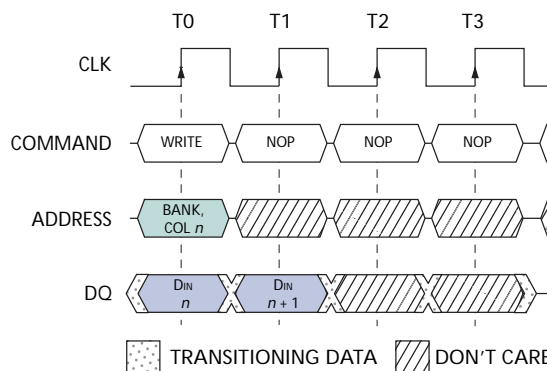 T0 T1 T2 T3
CLK
COMMAND WRITE NOP NOP NOP
ADDRESS BANK,
COL n
DQ DIN DIN
n n + 1
TRANSITIONING DATA DON'T CARE